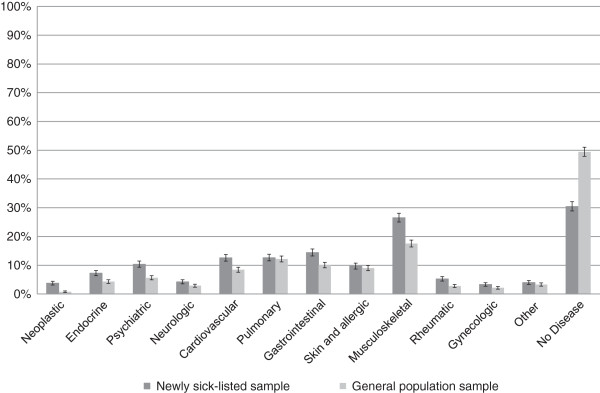 100%
90%
80%
70%
60%
50%
40%
30%
20%
10%
0%
Neoplastic
Endocrine
Psychiatric
Neurologic
Cardiovascular
Pulmonary
Gastrointestinal
Skin and allergic
Musculoskeletal
Rheumatic
Gynecologic
Other
No Disease
Newly sick-listed sample
General population sample